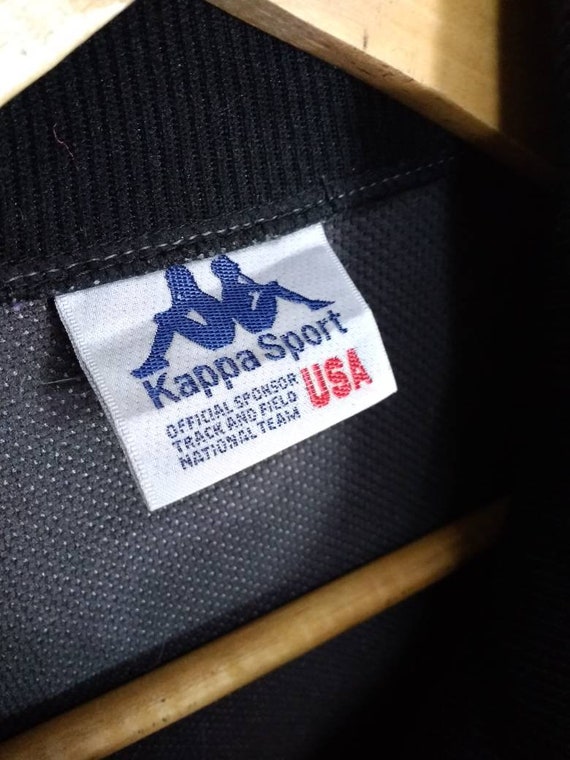 Kappa Sport
OFFICIAL SPONSOR
TRACK AND FIELD
NATIONAL TEAM
USA